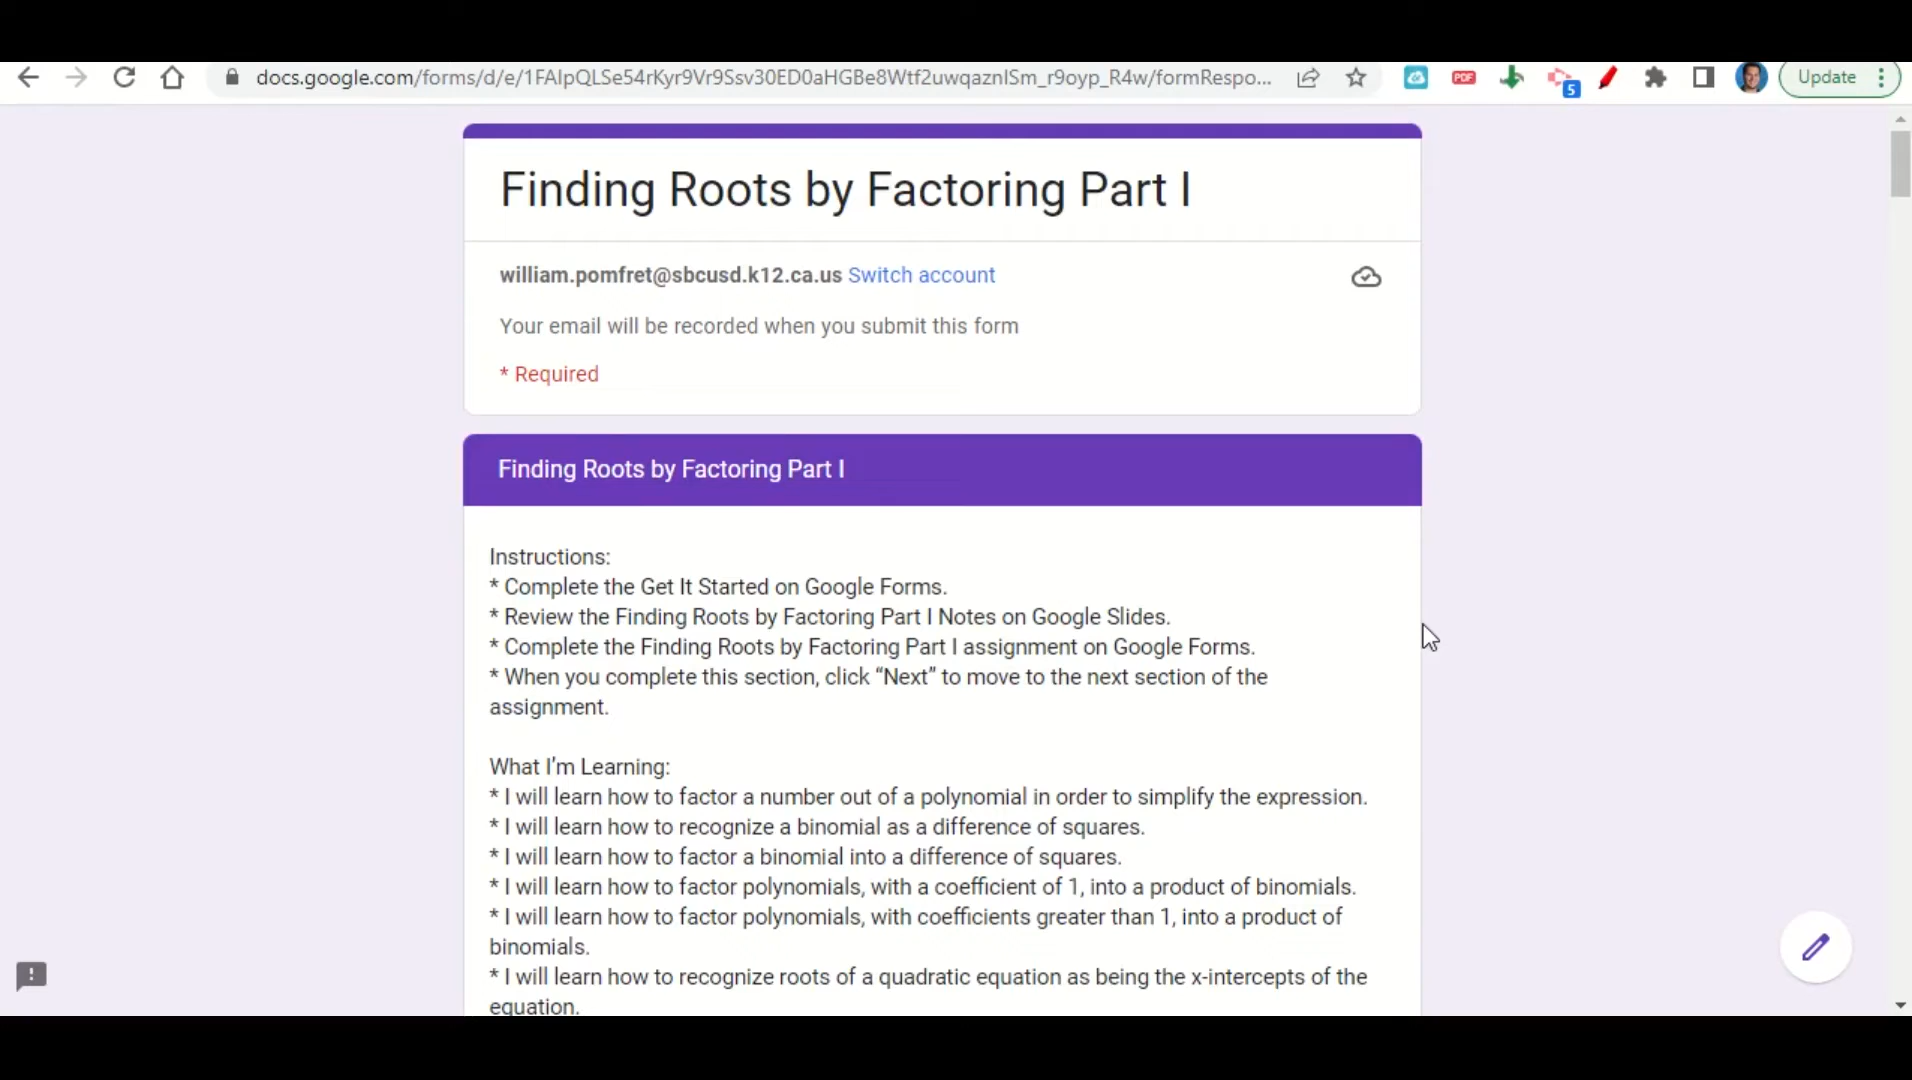 docs.google.com/forms/d/e/1FAIpQLSe54rKyr9Vr9Ssv30ED0aHGBe8Wtf2uwqaznISm_r9oyp_R4w/formRespo...
PDF
5
Update
Finding Roots by Factoring Part I
william.pomfret@sbcusd.k12.ca.us Switch account
Your email will be recorded when you submit this form
* Required
Finding Roots by Factoring Part I
Instructions:
* Complete the Get It Started on Google Forms.
* Review the Finding Roots by Factoring Part I Notes on Google Slides.
* Complete the Finding Roots by Factoring Part I assignment on Google Forms.
* When you complete this section, click “Next” to move to the next section of the
assignment.
What I’m Learning:
* I will learn how to factor a number out of a polynomial in order to simplify the expression.
* I will learn how to recognize a binomial as a difference of squares.
* I will learn how to factor a binomial into a difference of squares.
* I will learn how to factor polynomials, with a coefficient of 1, into a product of binomials.
* I will learn how to factor polynomials, with coefficients greater than 1, into a product of
binomials.
* I will learn how to recognize roots of a quadratic equation as being the x-intercepts of the
equation.